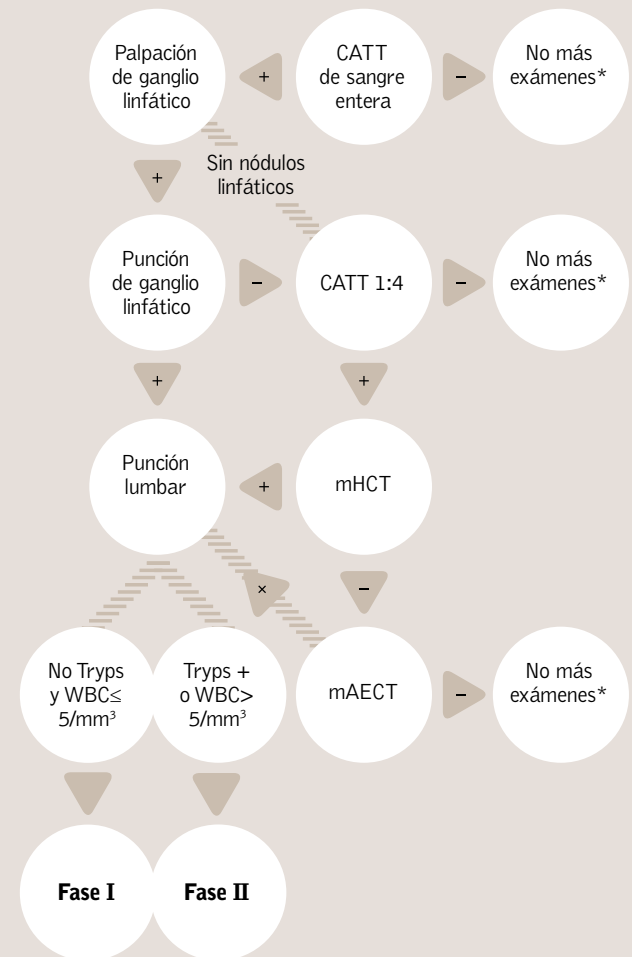 Palpación
de ganglio
linfático
+
CATT
de sangre
entera
–
No más
exámenes*
+
Sin nódulos
linfáticos
Punción
de ganglio
linfático
–
CATT 1:4
–
No más
exámenes*
+
+
Punción
lumbar
+
mHCT
×
–
No Tryps
y WBC≤
5/mm³
Tryps +
o WBC>
5/mm³
mAECT
–
No más
exámenes*
Fase I
Fase II